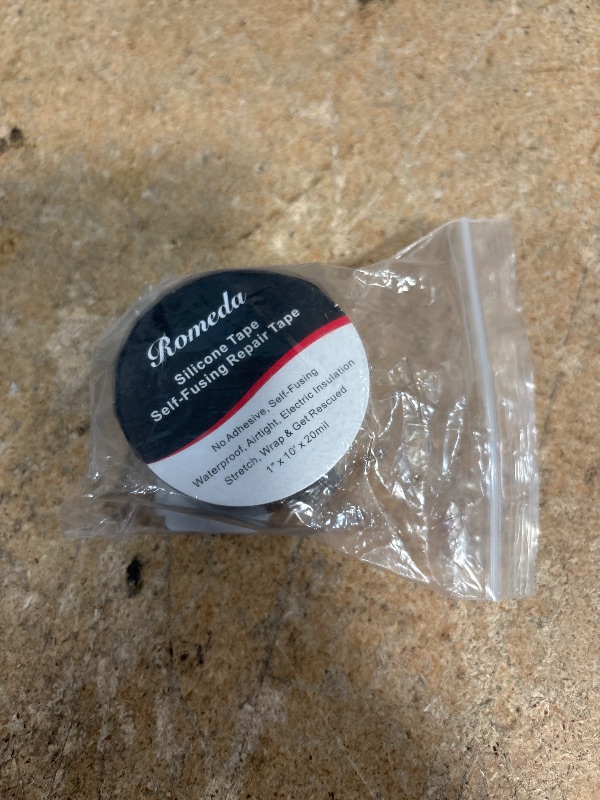 Romeda
Silicone Tape
Self-Fusing Repair Tape
No Adhesive, Self-Fusing
Waterproof, Airtight, Electric Insulation
Stretch, Wrap & Get Rescued
1" x 10' x 20mil